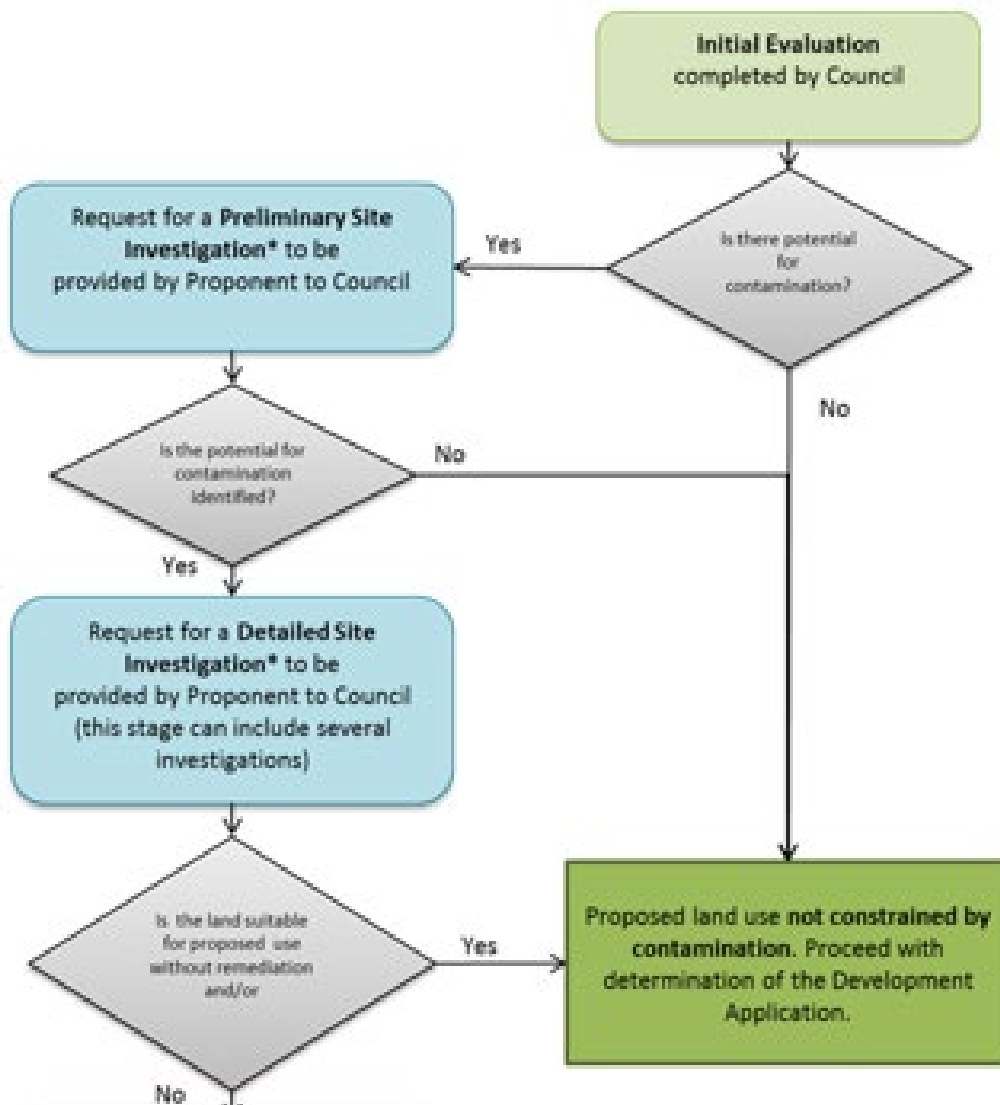 Initial Evaluation
completed by Council
Is there potential
for
contamination?
Yes
No
Request for a Preliminary Site
Investigation* to be
provided by Proponent to Council
Is the potential for
contamination
identified?
No
Yes
Request for a Detailed Site
Investigation* to be
provided by Proponent to Council
(this stage can include several
investigations)
Is the land suitable
for proposed use
without remediation
and/or
Yes
No
Proposed land use not constrained by
contamination. Proceed with
determination of the Development
Application.